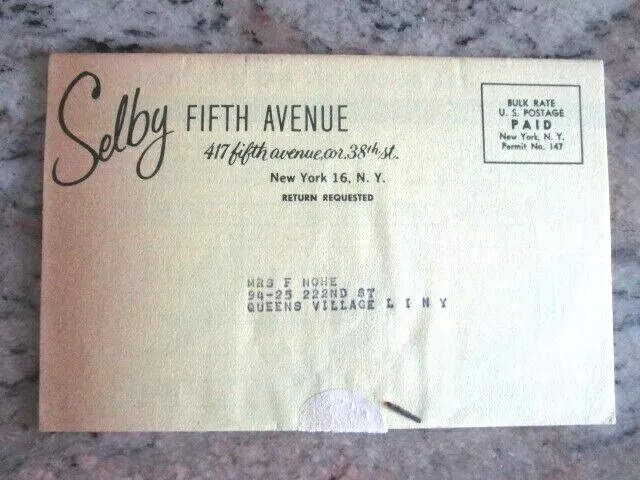 Selby FIFTH AVENUE
417 fifth avenue, cor. 38th st.
New York 16, N. Y.
RETURN REQUESTED
BULK RATE
U. S. POSTAGE
PAID
New York, N. Y.
Permit No. 147
MRS F NOHE
94-25 222ND ST
QUEENS VILLAGE L I N Y